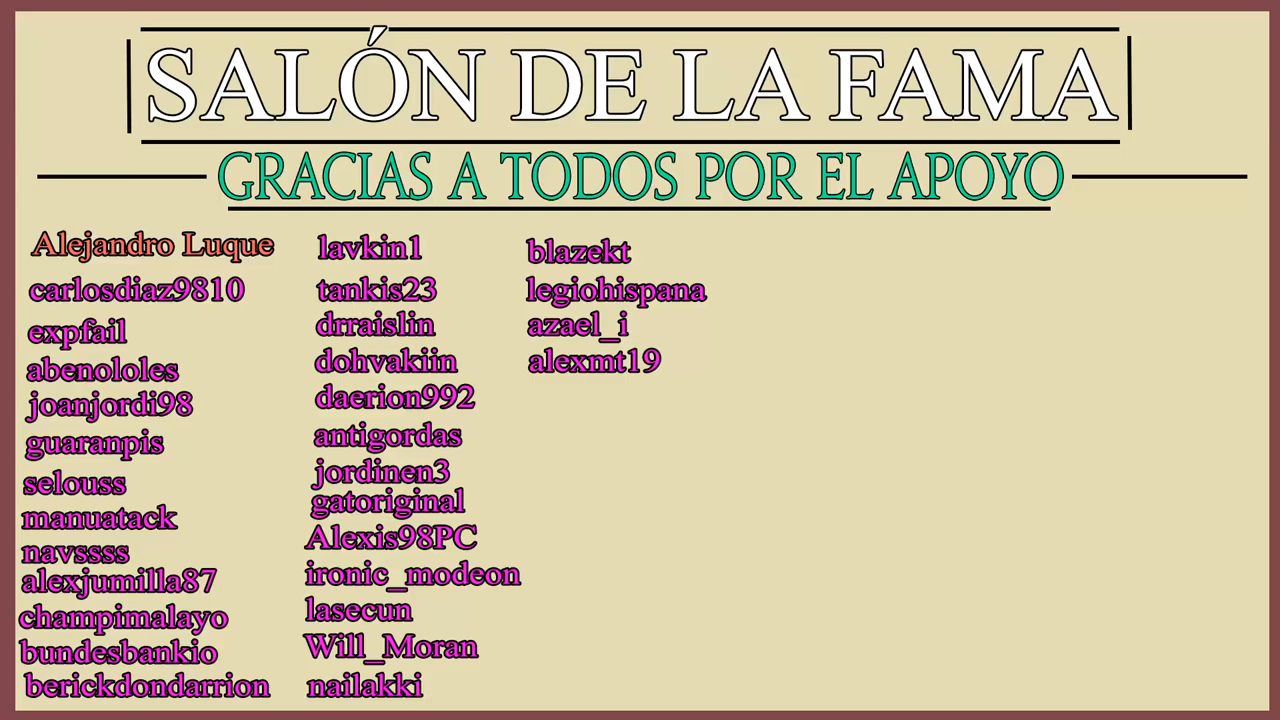 SALÓN DE LA FAMA
GRACIAS A TODOS POR EL APOYO
Alejandro Luque
carlosdiaz9810
expfail
abenololes
joanjordi98
guaranpis
selouss
manuatack
navssss
alexjumilla87
champimalayo
bundesbankio
berickdondarrion
lavkin1
tankis23
drraislin
dohvakiin
daerion992
antigordas
jordinen3
gatoriginal
Alexis98PC
ironic_modeon
lasecun
Will_Moran
nailakki
blazekt
legiohispana
azael_i
alexmt19